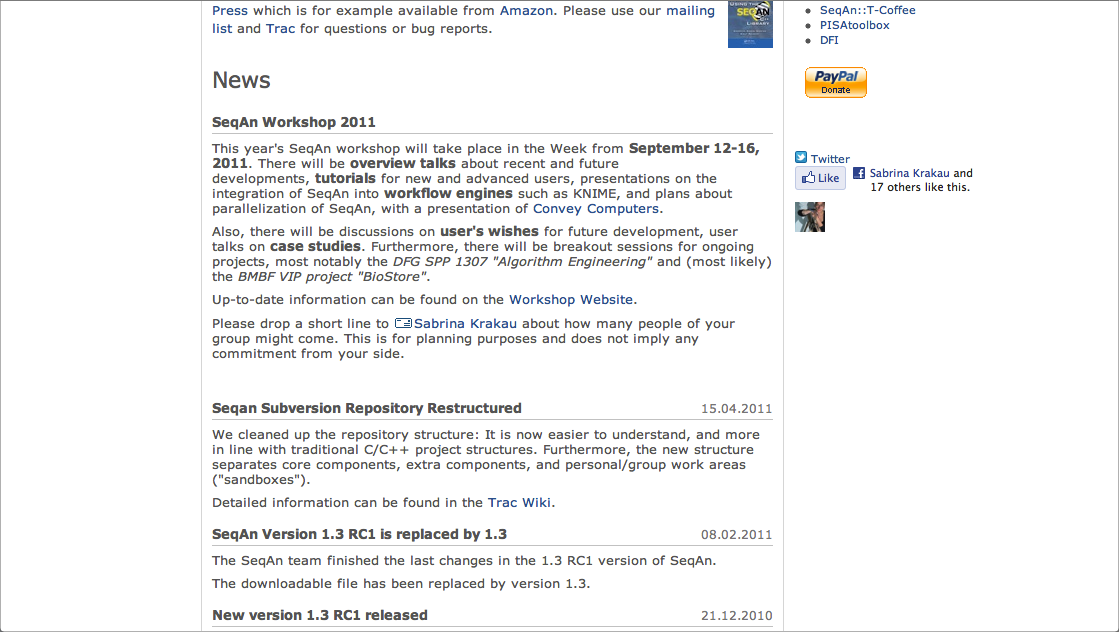 Press which is for example available from Amazon. Please use our mailing
list and Trac for questions or bug reports.
USING THE
SEQAN
LIBRARY
News
SeqAn Workshop 2011
This year's SeqAn workshop will take place in the Week from September 12-16,
2011. There will be overview talks about recent and future
developments, tutorials for new and advanced users, presentations on the
integration of SeqAn into workflow engines such as KNIME, and plans about
parallelization of SeqAn, with a presentation of Convey Computers.
Also, there will be discussions on user's wishes for future development, user
talks on case studies. Furthermore, there will be breakout sessions for ongoing
projects, most notably the DFG SPP 1307 "Algorithm Engineering" and (most likely)
the BMBF VIP project "BioStore".
Up-to-date information can be found on the Workshop Website.
Please drop a short line to Sabrina Krakau about how many people of your
group might come. This is for planning purposes and does not imply any
commitment from your side.
Seqan Subversion Repository Restructured 15.04.2011
We cleaned up the repository structure: It is now easier to understand, and more
in line with traditional C/C++ project structures. Furthermore, the new structure
separates core components, extra components, and personal/group work areas
("sandboxes").
Detailed information can be found in the Trac Wiki.
SeqAn Version 1.3 RC1 is replaced by 1.3 08.02.2011
The SeqAn team finished the last changes in the 1.3 RC1 version of SeqAn.
The downloadable file has been replaced by version 1.3.
New version 1.3 RC1 released 21.12.2010
SeqAn::T-Coffee
PISAtoolbox
DFI
PayPal
Donate
Twitter
Like
Sabrina Krakau and
17 others like this.